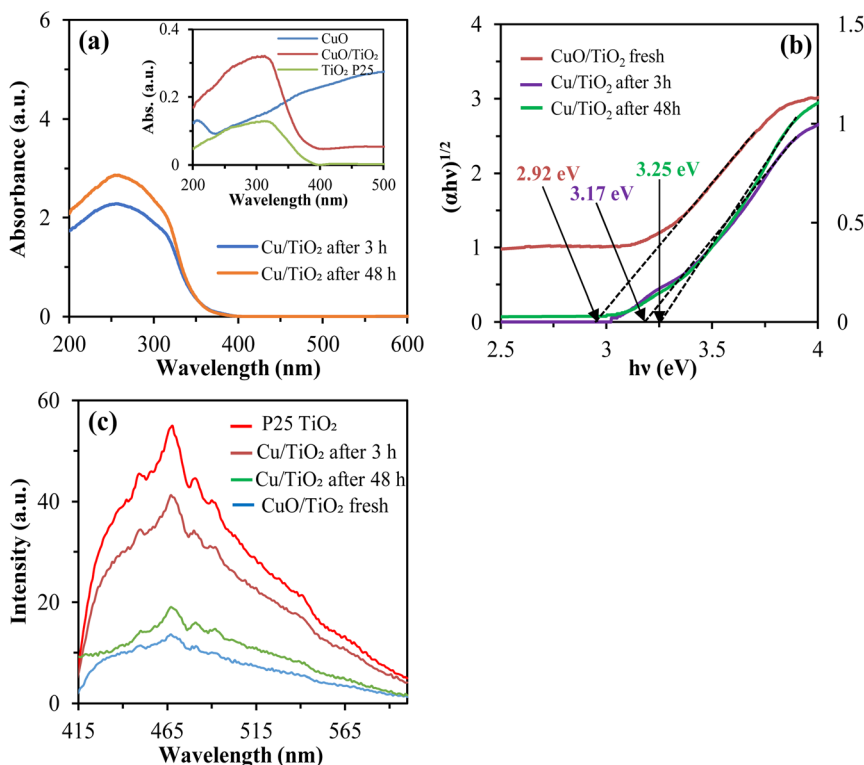 (a)
Absorbance (a.u.)
6
4
2
0
200
300
400
500
600
Wavelength (nm)
Cu/TiO₂ after 3 h
Cu/TiO₂ after 48 h
Abs. (a.u.)
0.4
0.2
0
200
300
400
500
Wavelength (nm)
CuO
CuO/TiO₂
TiO₂ P25
(b)
(αhν)^1/2
4
3
2
1
0
1.5
1
0.5
0
2.5
3
3.5
4
hν (eV)
CuO/TiO₂ fresh
Cu/TiO₂ after 3h
Cu/TiO₂ after 48h
2.92 eV
3.17 eV
3.25 eV
(c)
Intensity (a.u.)
60
40
20
0
415
465
515
565
Wavelength (nm)
P25 TiO₂
Cu/TiO₂ after 3 h
Cu/TiO₂ after 48 h
CuO/TiO₂ fresh